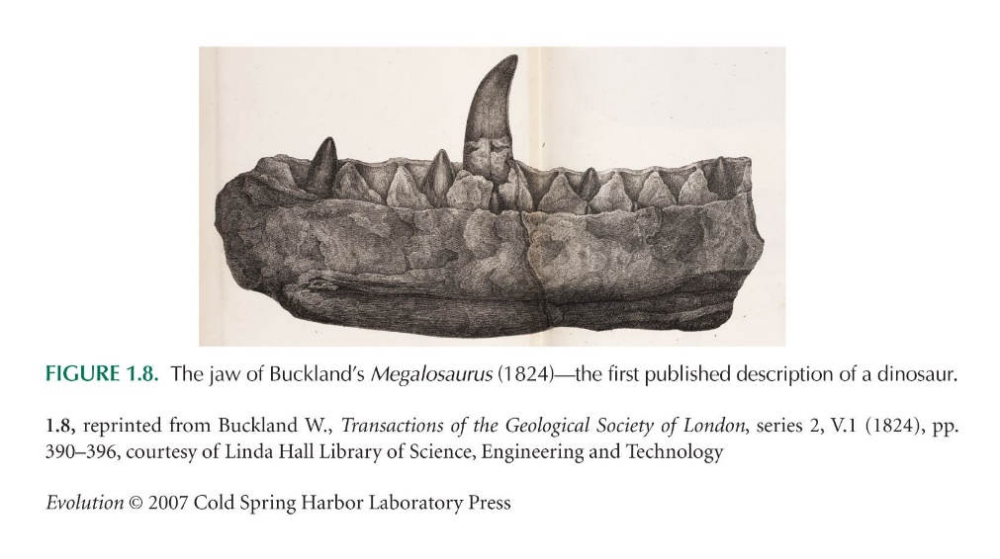 FIGURE 1.8. The jaw of Buckland's Megalosaurus (1824)—the first published description of a dinosaur.
1.8, reprinted from Buckland W., Transactions of the Geological Society of London, series 2, V.1 (1824), pp.
390–396, courtesy of Linda Hall Library of Science, Engineering and Technology
Evolution © 2007 Cold Spring Harbor Laboratory Press